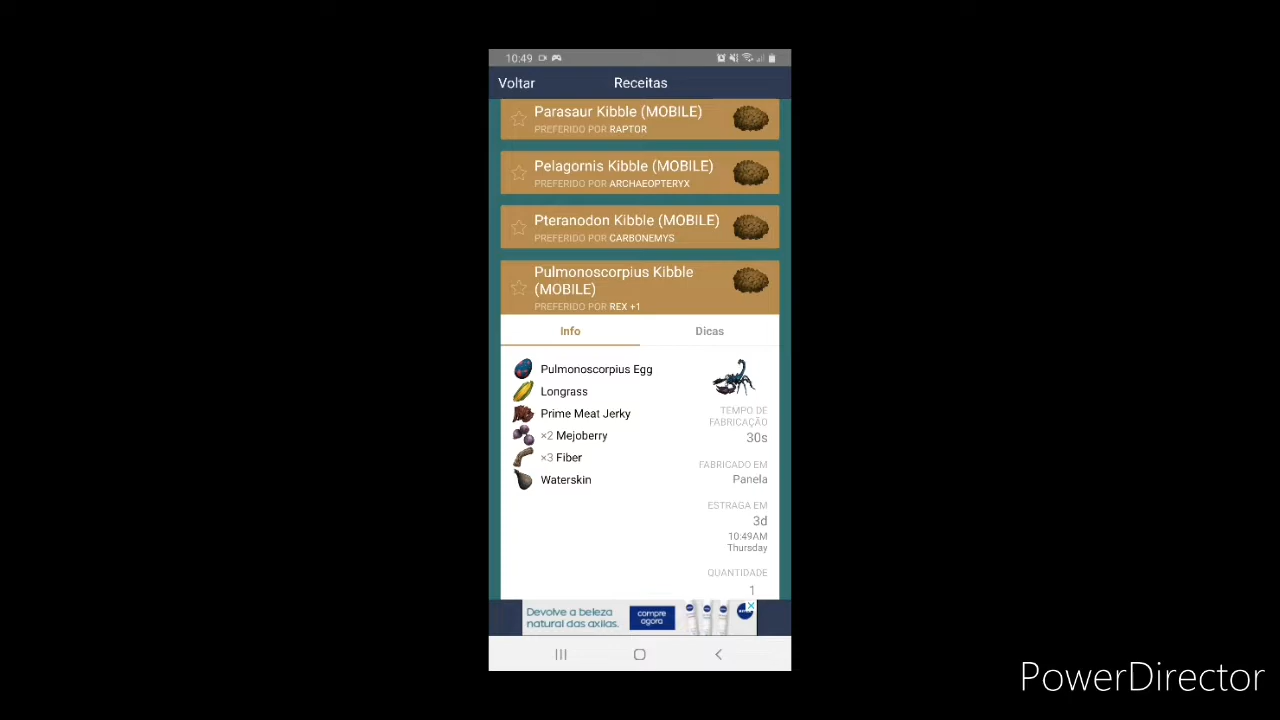 10:49
Voltar Receitas
Parasaur Kibble (MOBILE)
PREFERIDO POR RAPTOR
Pelagornis Kibble (MOBILE)
PREFERIDO POR ARCHAEOPTERYX
Pteranodon Kibble (MOBILE)
PREFERIDO POR CARBONEMYS
Pulmonoscorpius Kibble
(MOBILE)
PREFERIDO POR REX +1
Info Dicas
Pulmonoscorpius Egg
Longrass
Prime Meat Jerky
×2 Mejoberry
×3 Fiber
Waterskin
TEMPO DE
FABRICAÇÃO
30s
FABRICADO EM
Panela
ESTRAGA EM
3d
10:49AM
Thursday
QUANTIDADE
1
Devolve a beleza
natural das axilas.
compre
agora
NIVEA
PowerDirector